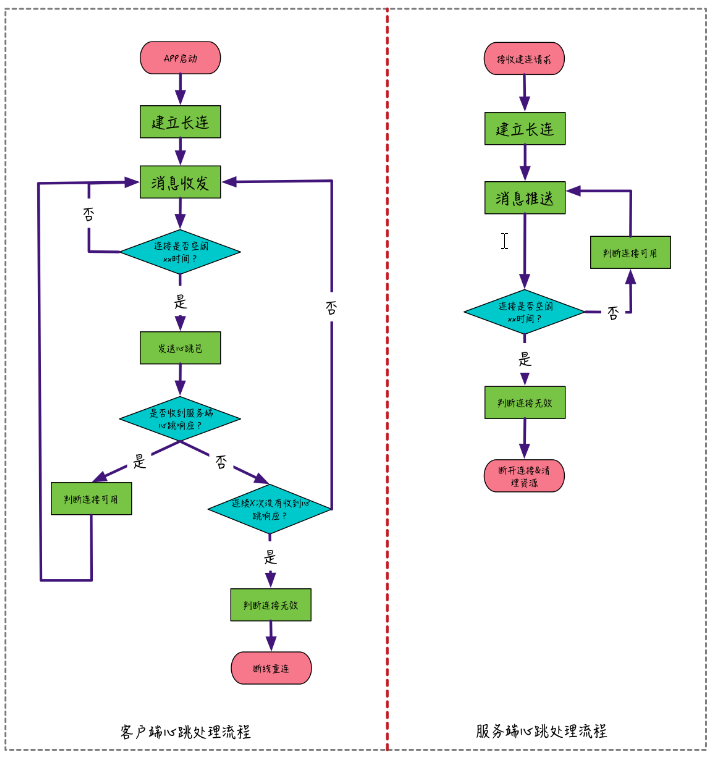 APP启动
建立长连
消息收发
否
连接是否空闲
xx时间？
是
发送心跳包
否
是否收到服务端
心跳响应？
是
否
判断连接可用
连续X次没有收到心
跳响应？
是
判断连接无效
断线重连
客户端心跳处理流程
接收建连请求
建立长连
消息推送
判断连接可用
连接是否空闲
xx时间？
否
是
判断连接无效
断开连接&清
理资源
服务端心跳处理流程